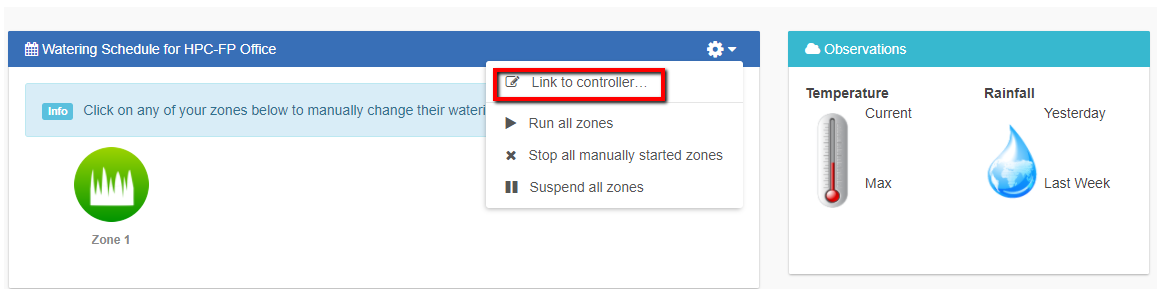 Watering Schedule for HPC-FP Office
Info Click on any of your zones below to manually change their
Zone 1
Link to controller...
Run all zones
Stop all manually started zones
Suspend all zones
Observations
Temperature
Current
Max
Rainfall
Yesterday
Last Week